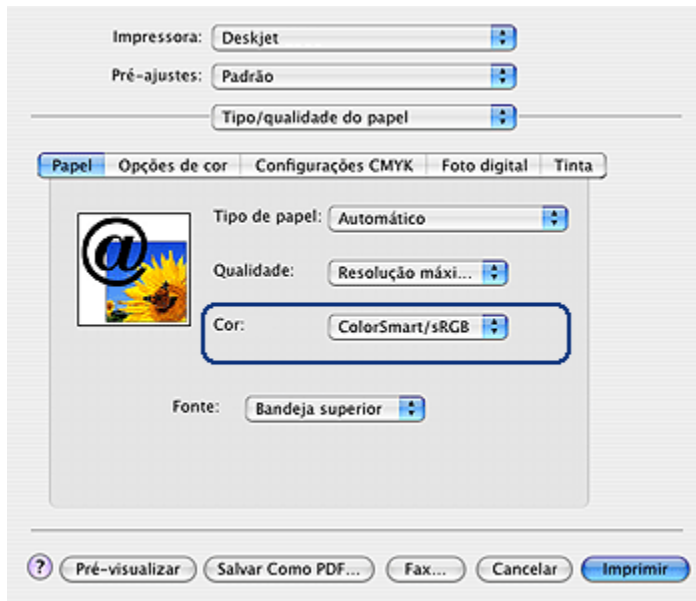 Impressora: Deskjet
Pré-ajustes: Padrão
Tipo/qualidade do papel
Papel Opções de cor Configurações CMYK Foto digital Tinta
@
Tipo de papel: Automático
Qualidade: Resolução máxi...
Cor: ColorSmart/sRGB
Fonte: Bandeja superior
? Pré-visualizar Salvar Como PDF... Fax... Cancelar Imprimir